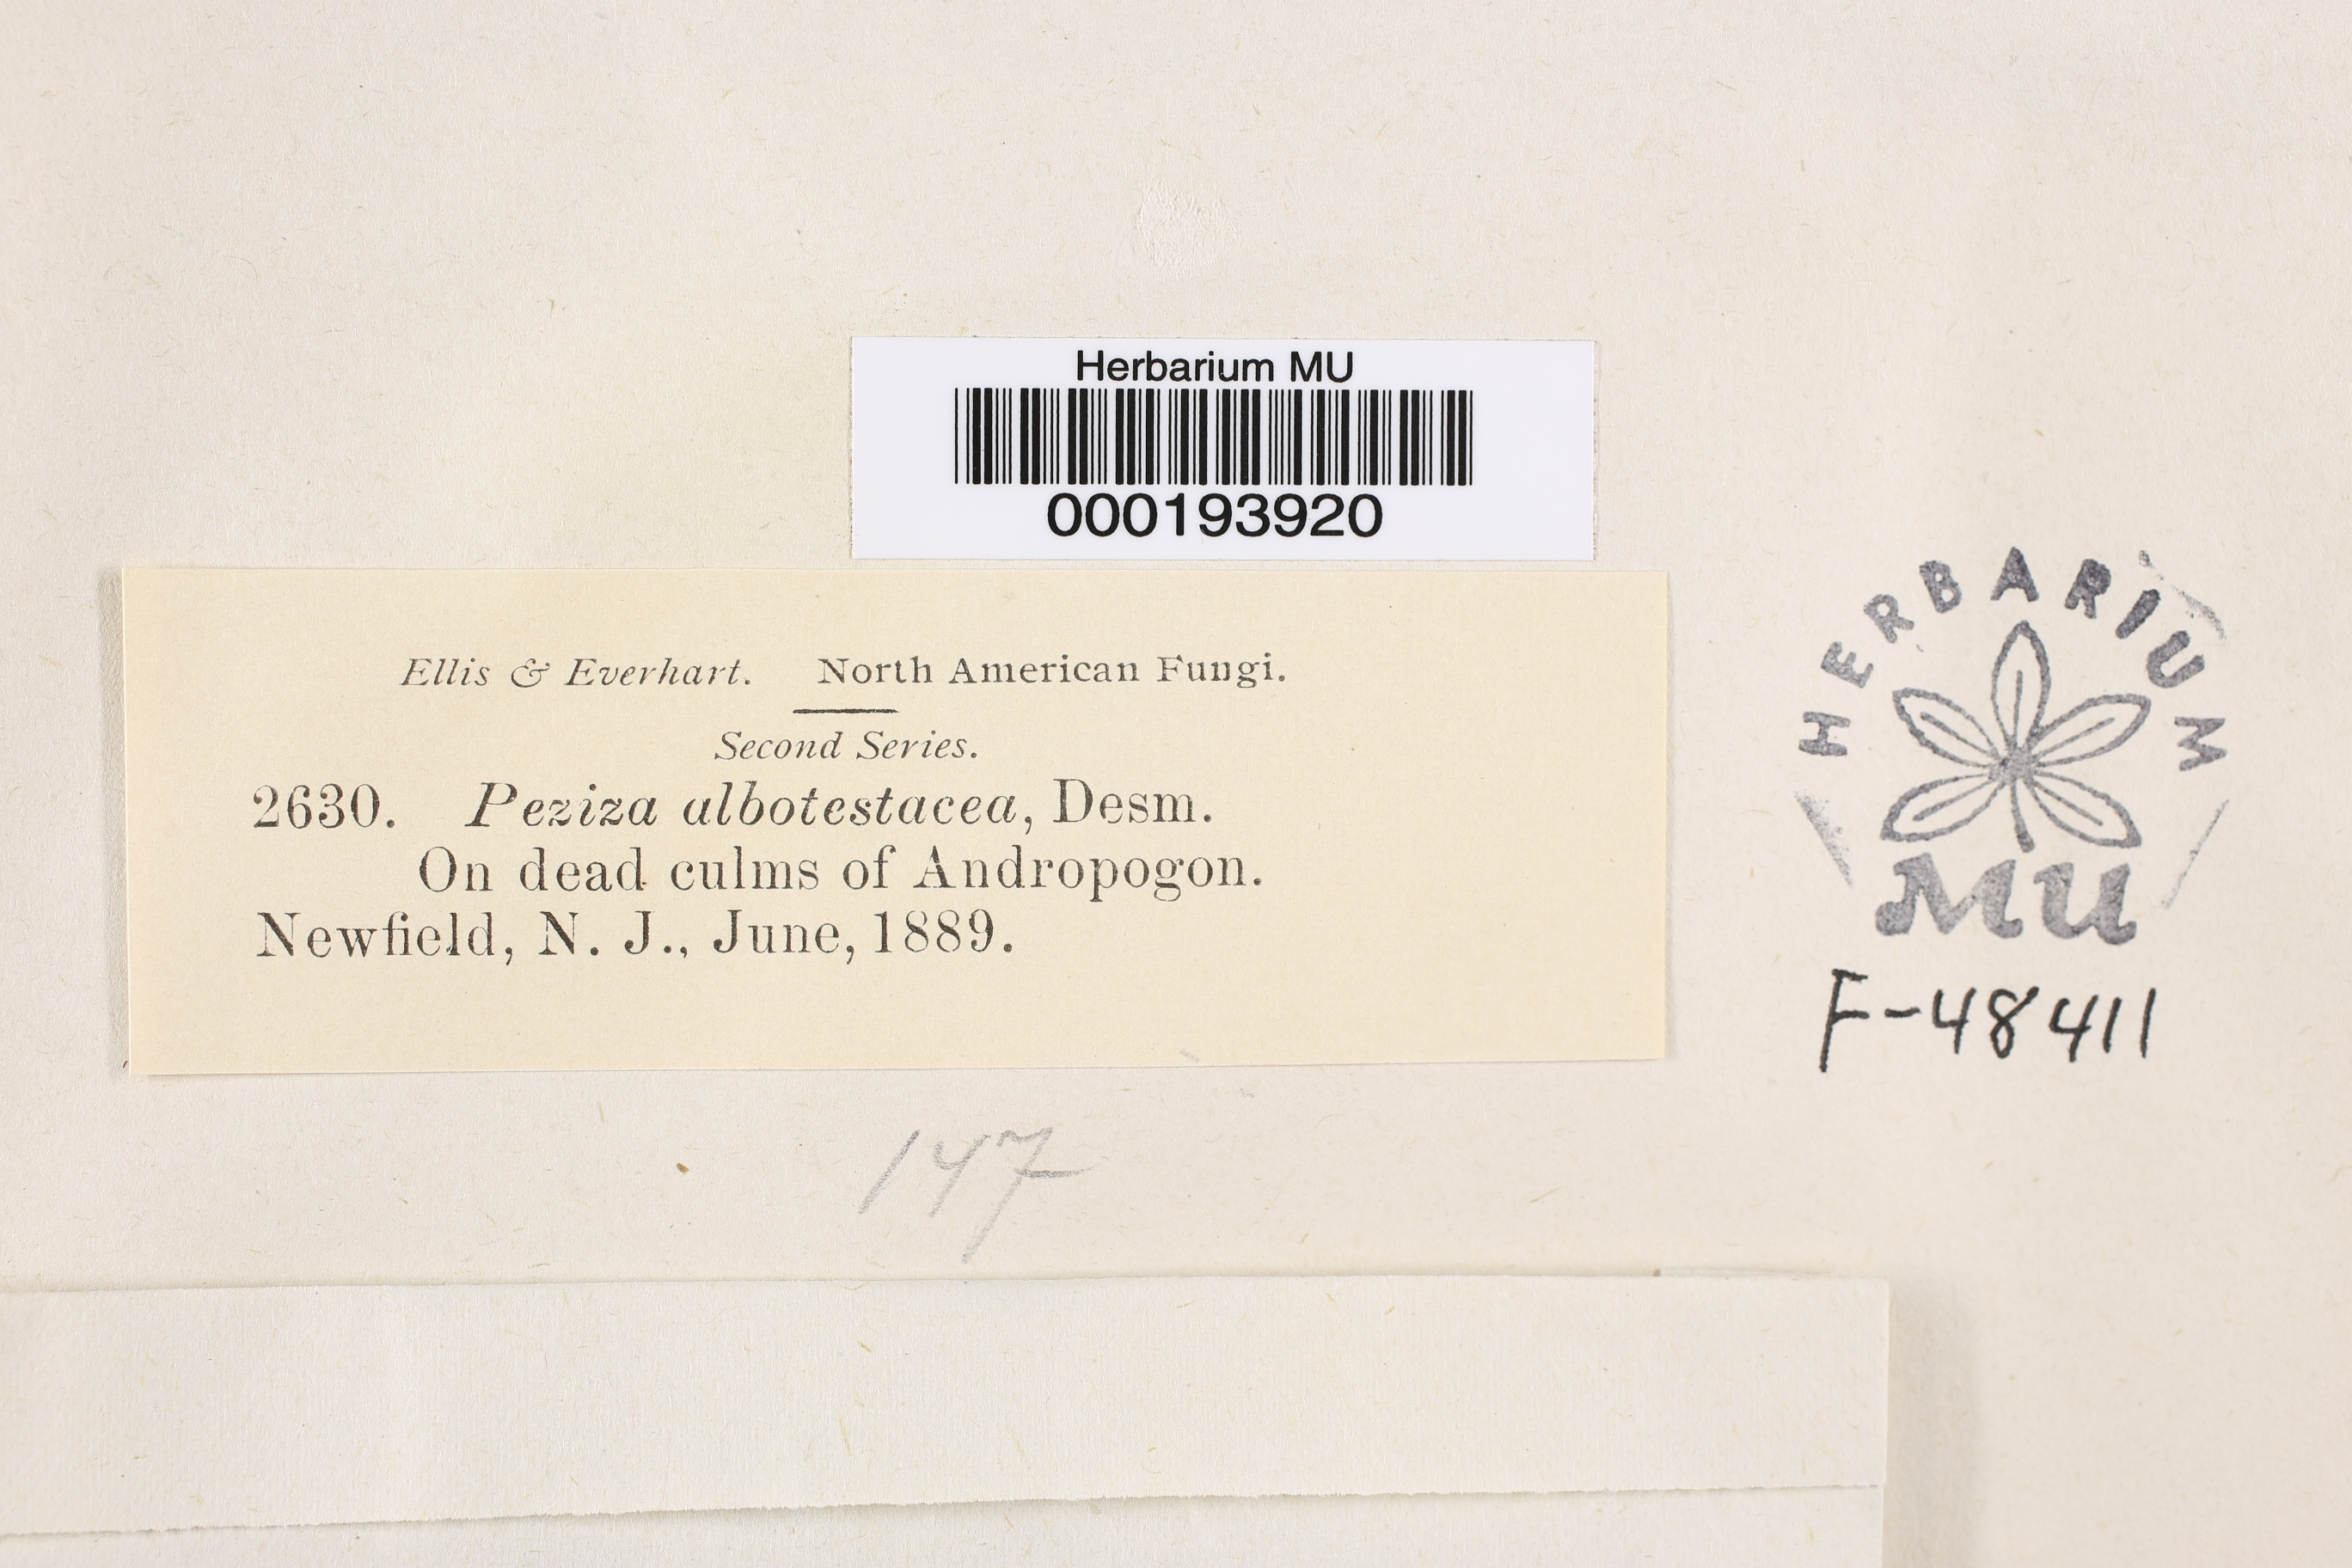 Herbarium MU
000193920
Ellis & Everhart. North American Fungi.
Second Series.
2630. Peziza albotestacea, Desm.
On dead culms of Andropogon.
Newfield, N. J., June, 1889.
HERBARIUM
MU
F-48411
147